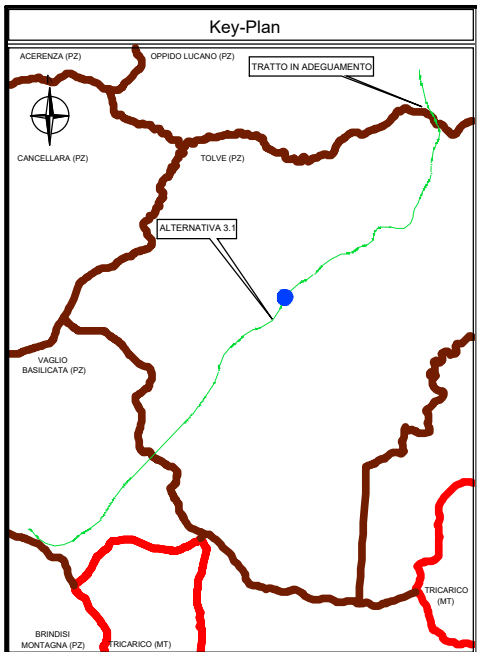 Key-Plan
ACERENZA (PZ)
OPPIDO LUCANO (PZ)
TRATTO IN ADEGUAMENTO
CANCELLARA (PZ)
TOLVE (PZ)
ALTERNATIVA 3.1
VAGLIO
BASILICATA (PZ)
TRICARICO
(MT)
BRINDISI
MONTAGNA (PZ)
TRICARICO (MT)